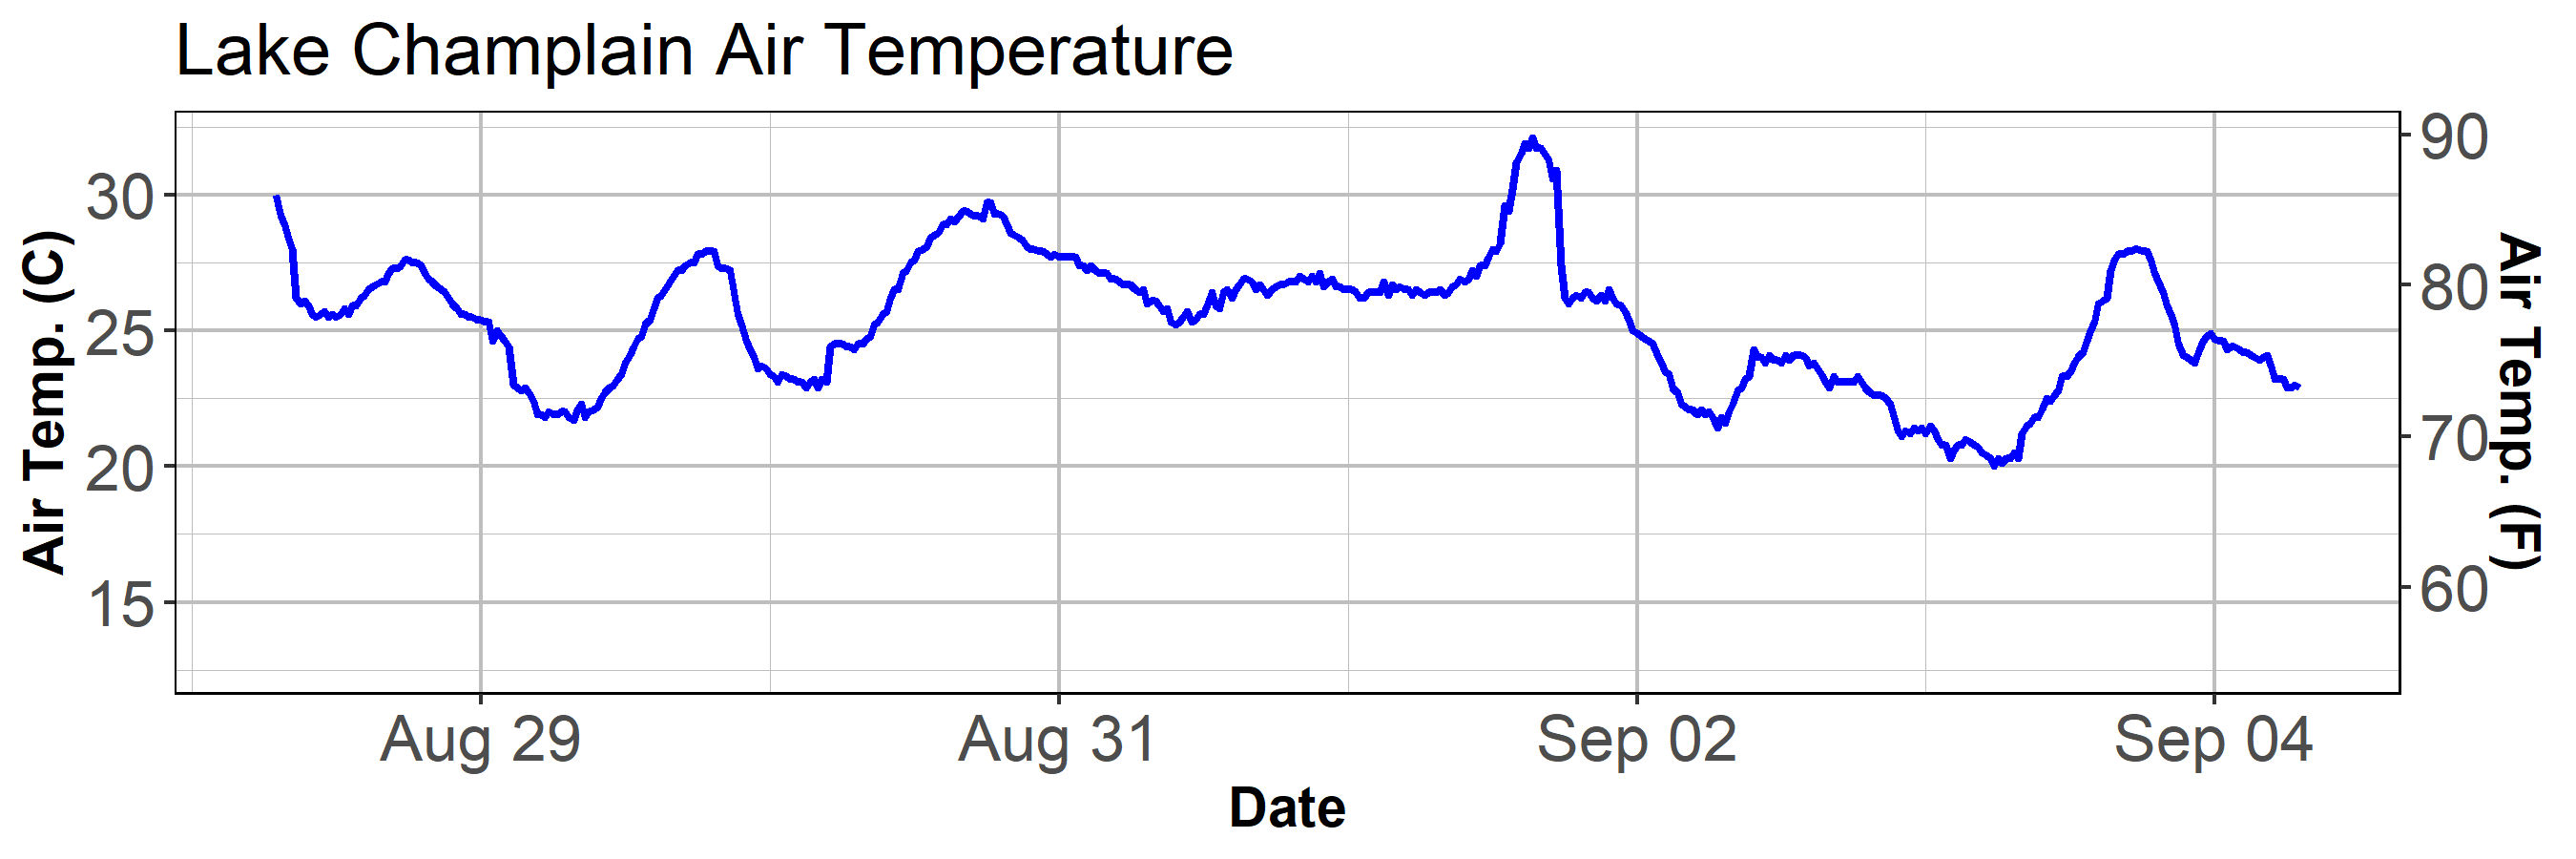 Lake Champlain Air Temperature
Air Temp. (C)
30
25
20
15
90
80
70
60
Air Temp. (F)
Aug 29
Aug 31
Sep 02
Sep 04
Date